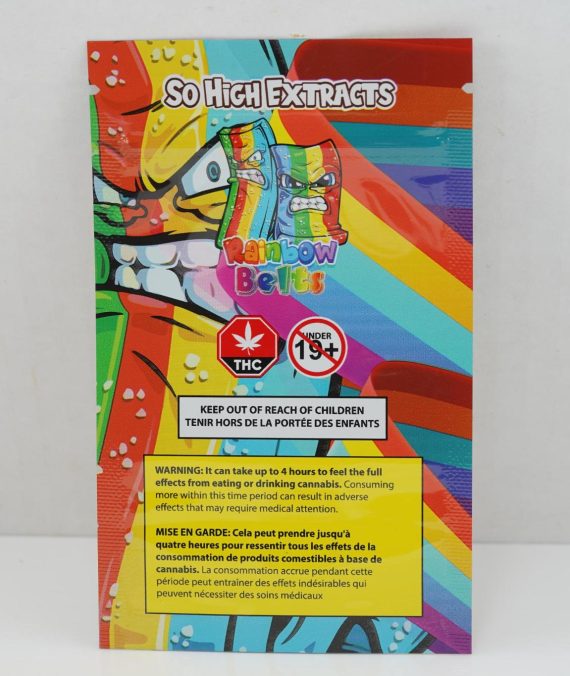 SO HIGH EXTRACTS
Rainbow
Belts
THC
UNDER
19+
KEEP OUT OF REACH OF CHILDREN
TENIR HORS DE LA PORTÉE DES ENFANTS
WARNING: It can take up to 4 hours to feel the full
effects from eating or drinking cannabis. Consuming
more within this time period can result in adverse
effects that may require medical attention.
MISE EN GARDE: Cela peut prendre jusqu'à
quatre heures pour ressentir tous les effets de la
consommation de produits comestibles à base de
cannabis. La consommation accrue pendant cette
période peut entraîner des effets indésirables qui
peuvent nécessiter des soins médicaux